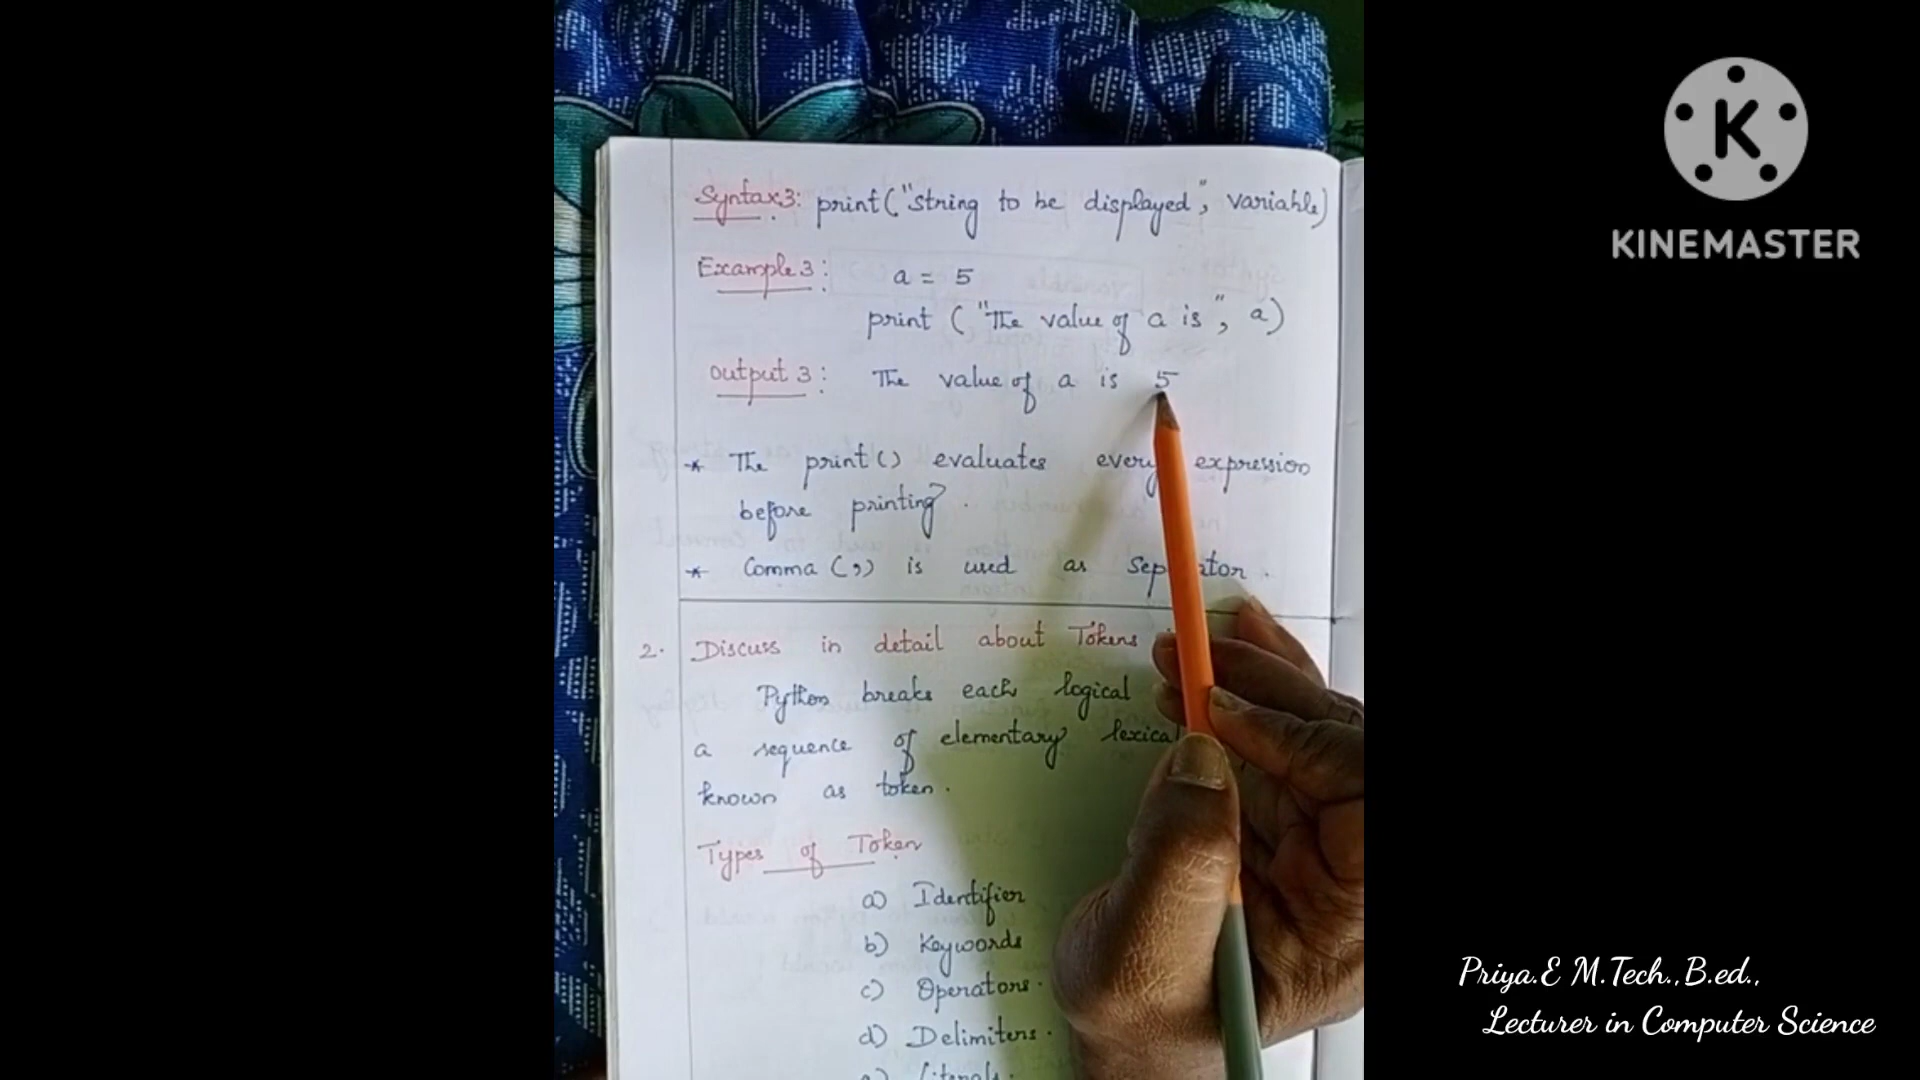 Syntax3: print("string to be displayed", variable)
Example 3: a = 5
print ("The value of a is", a)
Output 3: The value of a is 5
* The print() evaluates every expression
before printing.
* Comma (,) is used as
2. Discuss in detail about Tokens
Python breaks each logical
a sequence of elementary lexical
known as token.
Types of Token
a) Identifier
b) Keywords
c) Operators.
d) Delimiters.
Literals.
K
KINEMASTER
Priya.E M.Tech.,B.ed.,
Lecturer in Computer Science